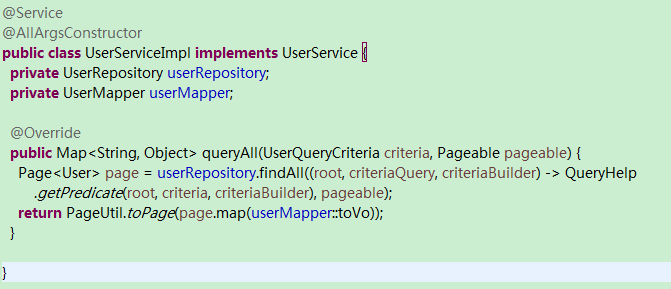 @Service
@AllArgsConstructor
public class UserServiceImpl implements UserService {
private UserRepository userRepository;
private UserMapper userMapper;
@Override
public Map<String, Object> queryAll(UserQueryCriteria criteria, Pageable pageable) {
Page<User> page = userRepository.findAll((root, criteriaQuery, criteriaBuilder) -> QueryHelp
.getPredicate(root, criteria, criteriaBuilder), pageable);
return PageUtil.toPage(page.map(userMapper::toVo));
}
}